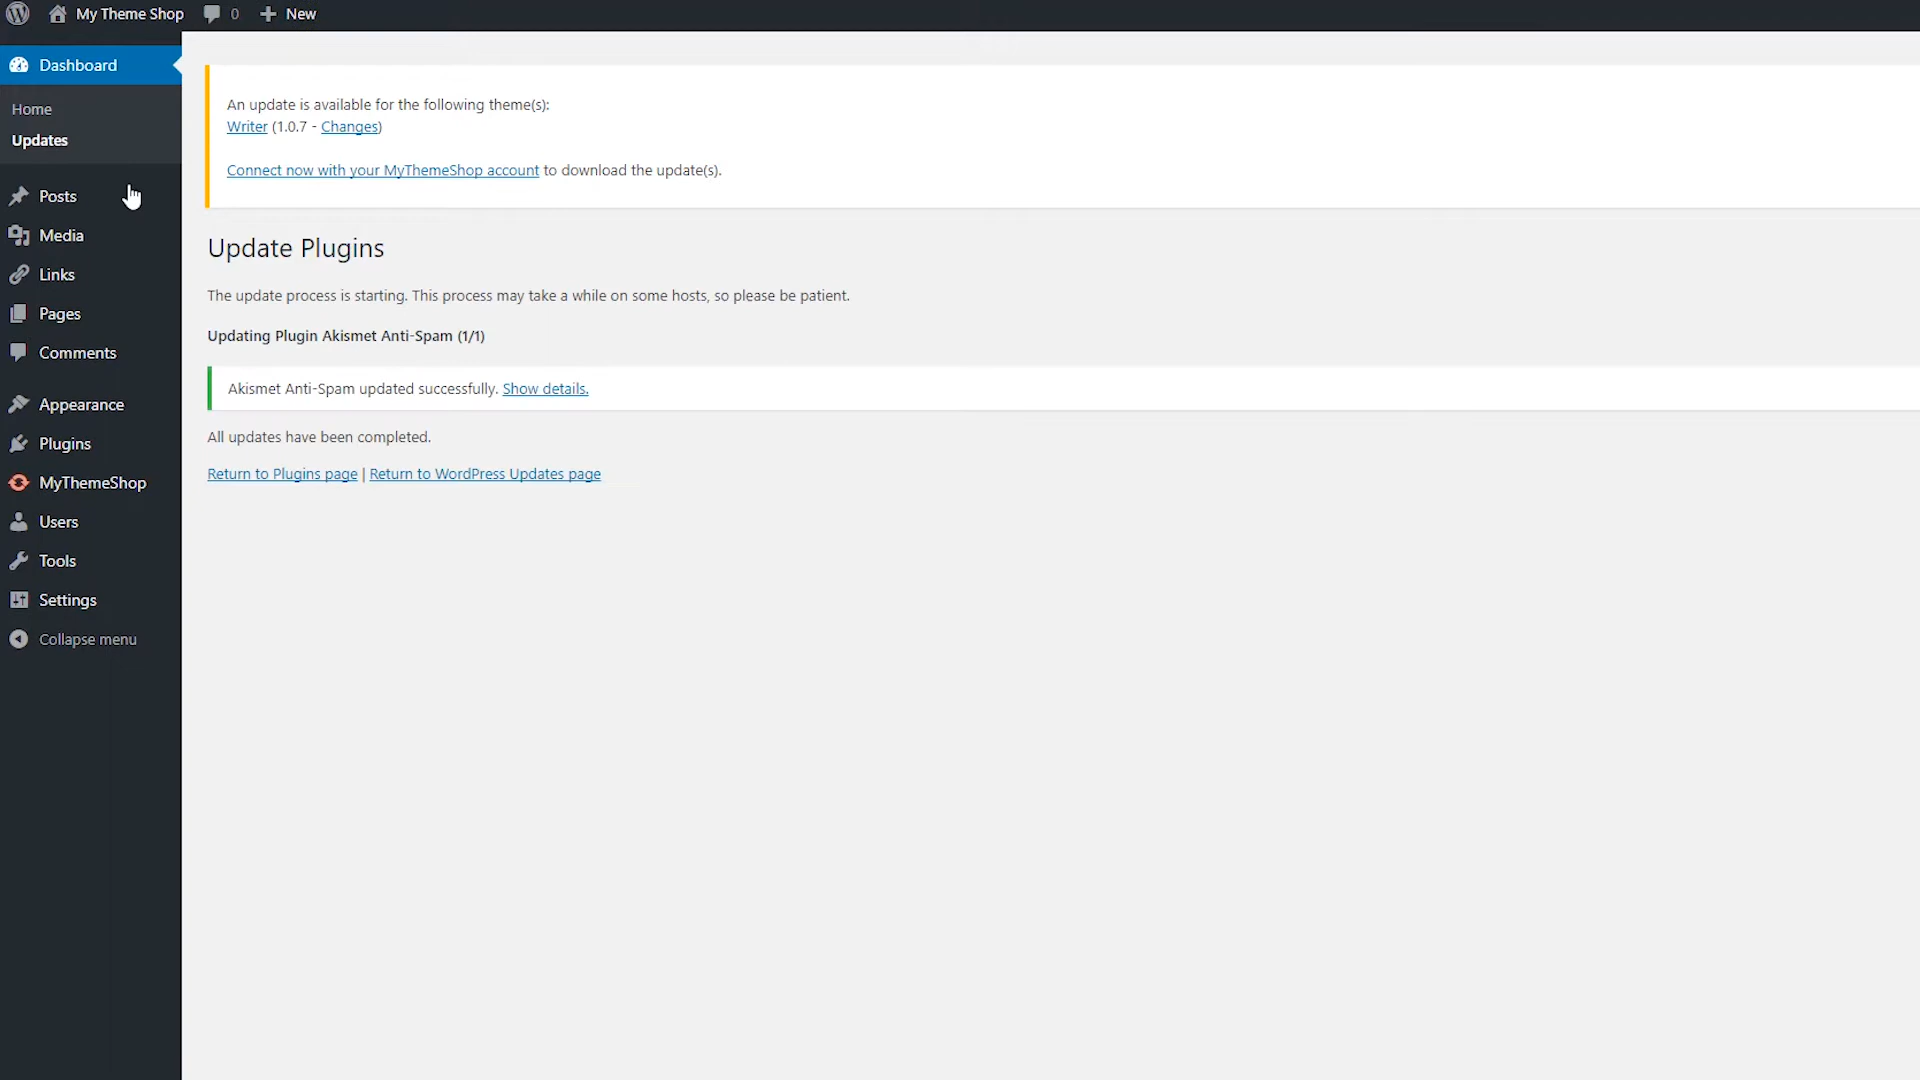 My Theme Shop 0 New
Dashboard
Home
Updates
Posts
Media
Links
Pages
Comments
Appearance
Plugins
MyThemeShop
Users
Tools
Settings
Collapse menu
An update is available for the following theme(s):
Writer (1.0.7 - Changes)
Connect now with your MyThemeShop account to download the update(s).
Update Plugins
The update process is starting. This process may take a while on some hosts, so please be patient.
Updating Plugin Akismet Anti-Spam (1/1)
Akismet Anti-Spam updated successfully. Show details.
All updates have been completed.
Return to Plugins page | Return to WordPress Updates page